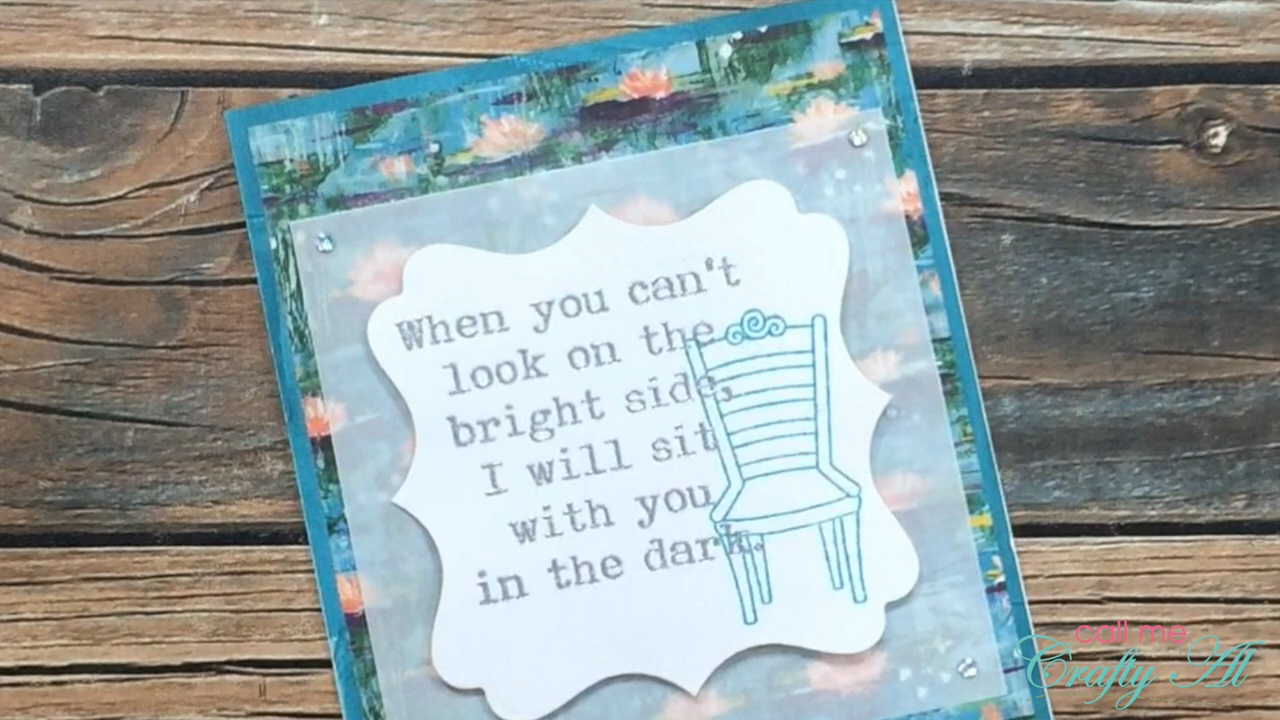 When you can't
look on the
bright side,
I will sit
with you
in the dark.
call me
Crafty Al